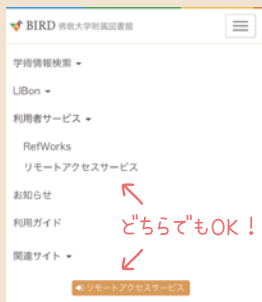 BIRD 佛教大学附属図書館
学術情報検索
LIBon
利用者サービス
RefWorks
リモートアクセスサービス
お知らせ
利用ガイド
どちらでもOK！
関連サイト
リモートアクセスサービス